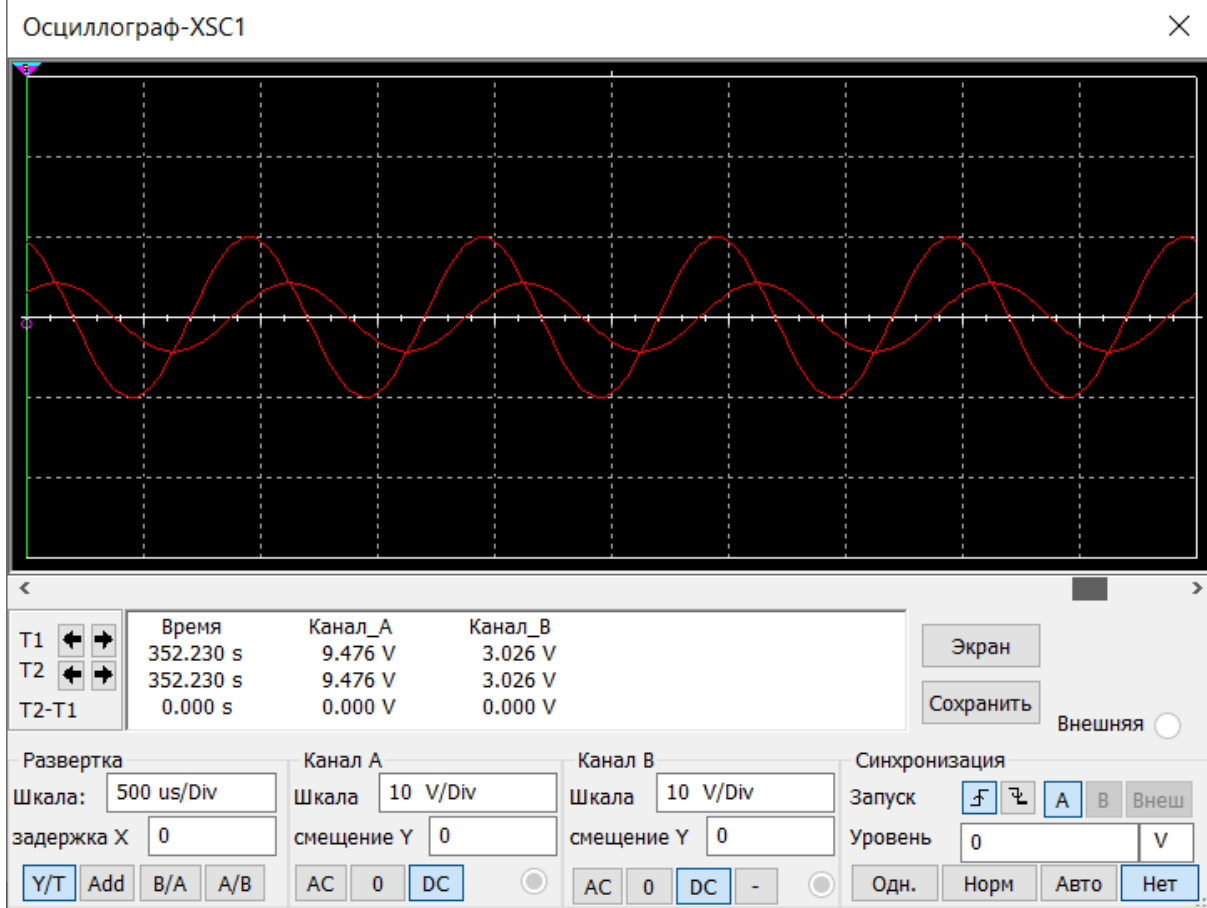 Осциллограф-XSC1
Время Канал_A Канал_B
T1 352.230 s 9.476 V 3.026 V
T2 352.230 s 9.476 V 3.026 V
T2-T1 0.000 s 0.000 V 0.000 V
Экран
Сохранить
Внешняя
Развертка
Шкала: 500 us/Div
задержка X 0
Y/T Add B/A A/B
Канал A
Шкала 10 V/Div
смещение Y 0
AC 0 DC
Канал B
Шкала 10 V/Div
смещение Y 0
AC 0 DC -
Синхронизация
Запуск A B Внеш
Уровень 0 V
Одн. Норм Авто Нет